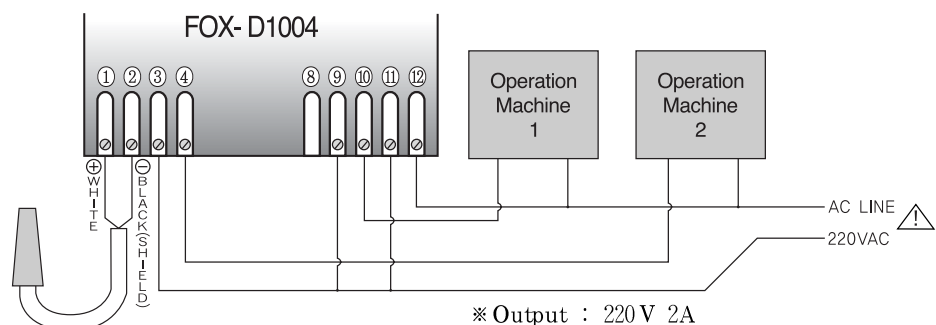 FOX-D1004
① ② ③ ④ ⑧ ⑨ ⑩ ⑪ ⑫
Operation
Machine
1
Operation
Machine
2
⊕ WHITE
⊖ BLACK(SHIELD)
AC LINE
220VAC
※Output : 220V 2A